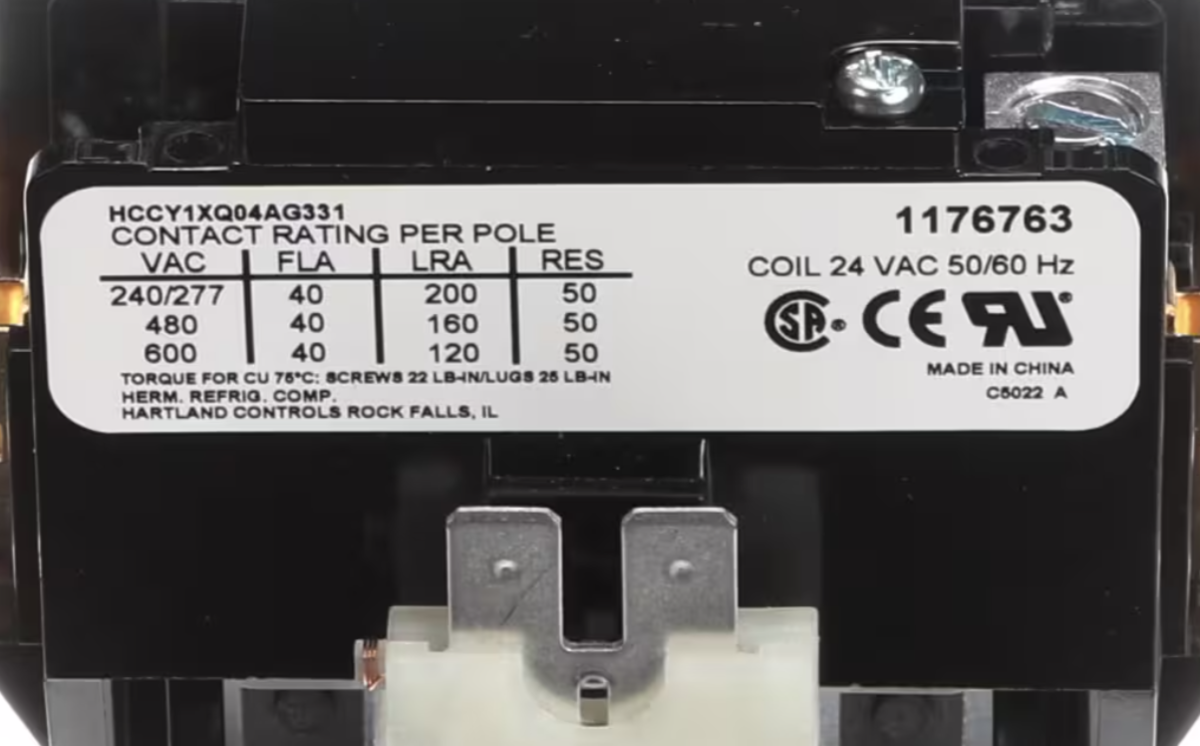 HCCY1XQ04AG331
CONTACT RATING PER POLE
VAC FLA LRA RES
240/277 40 200 50
480 40 160 50
600 40 120 50
TORQUE FOR CU 75°C: SCREWS 22 LB-IN/LUGS 25 LB-IN
HERM. REFRIG. COMP.
HARTLAND CONTROLS ROCK FALLS, IL
1176763
COIL 24 VAC 50/60 Hz
SA® CE RU®
MADE IN CHINA
C5022 A